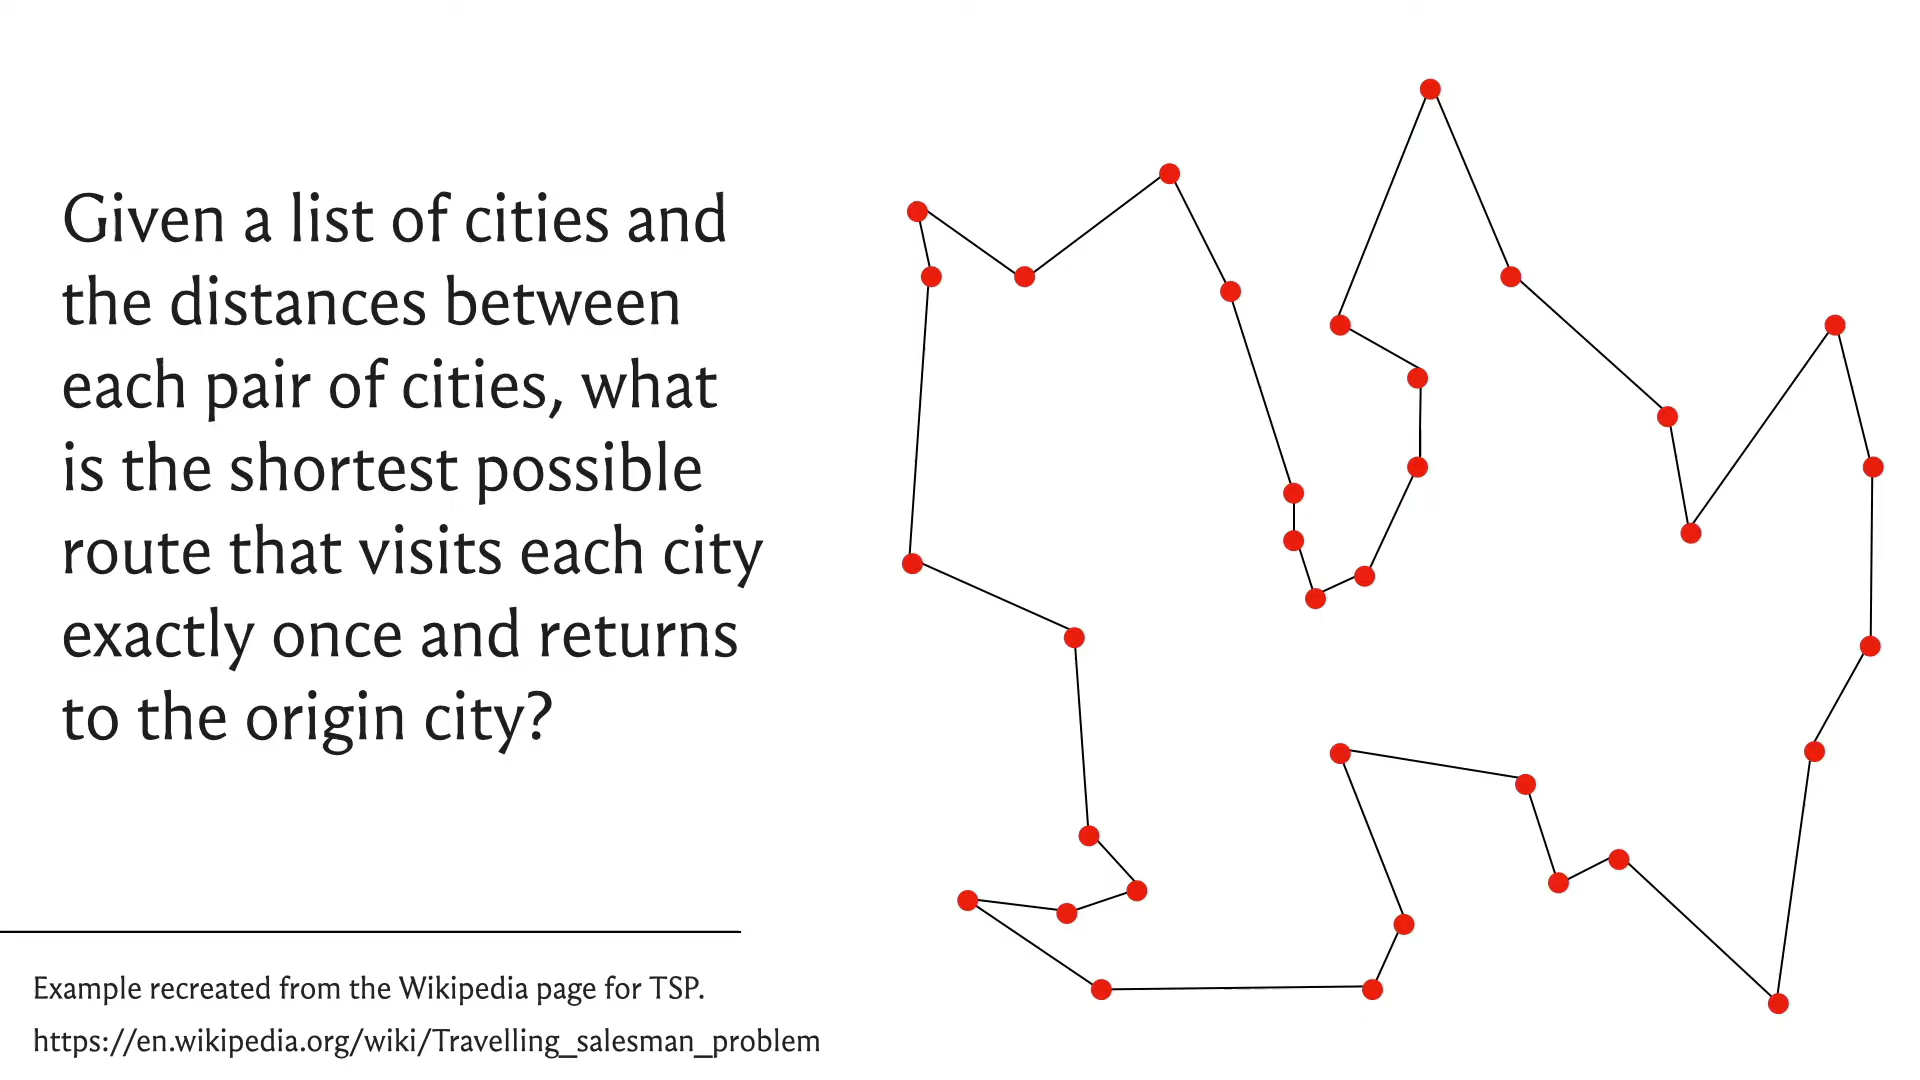 Given a list of cities and
the distances between
each pair of cities, what
is the shortest possible
route that visits each city
exactly once and returns
to the origin city?
Example recreated from the Wikipedia page for TSP.
https://en.wikipedia.org/wiki/Travelling_salesman_problem